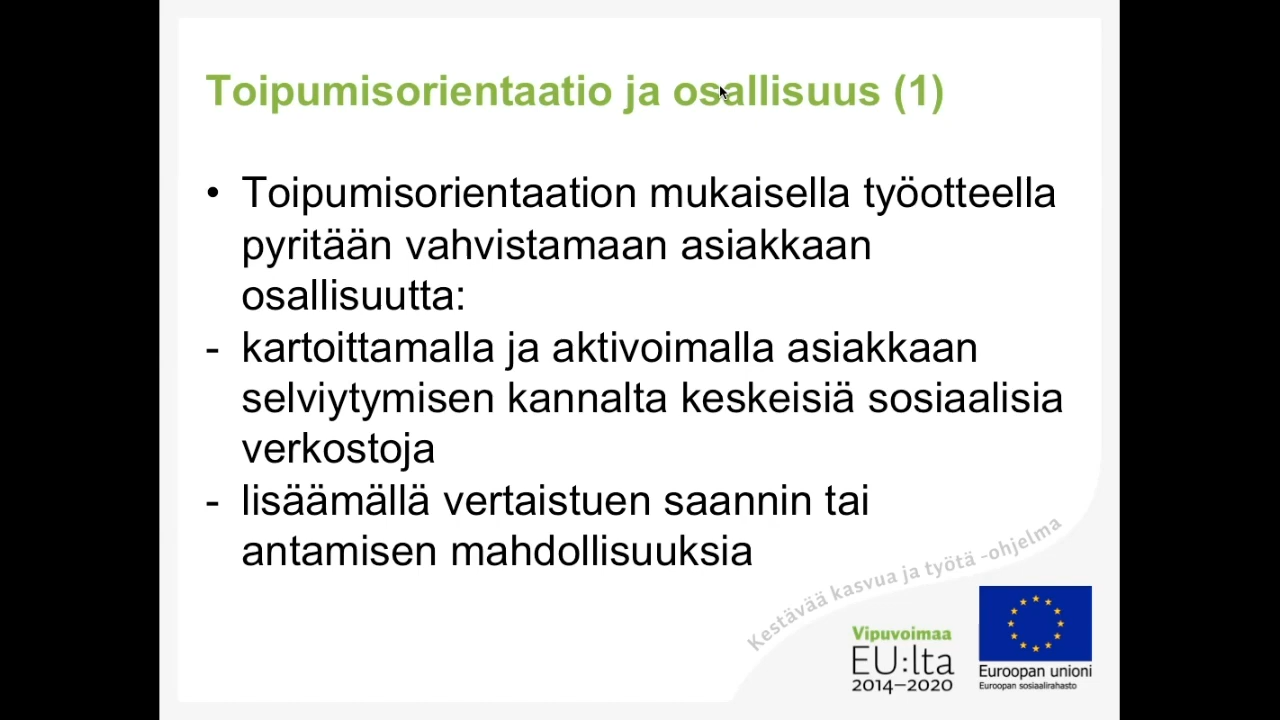 Toipumisorientaatio ja osallisuus (1)
• Toipumisorientaation mukaisella työotteella
pyritään vahvistamaan asiakkaan
osallisuutta:
- kartoittamalla ja aktivoimalla asiakkaan
selviytymisen kannalta keskeisiä sosiaalisia
verkostoja
- lisäämällä vertaistuen saannin tai
antamisen mahdollisuuksia
Kestävää kasvua ja työtä -ohjelma
Vipuvoimaa
EU:lta
2014–2020
Euroopan unioni
Euroopan sosiaalirahasto